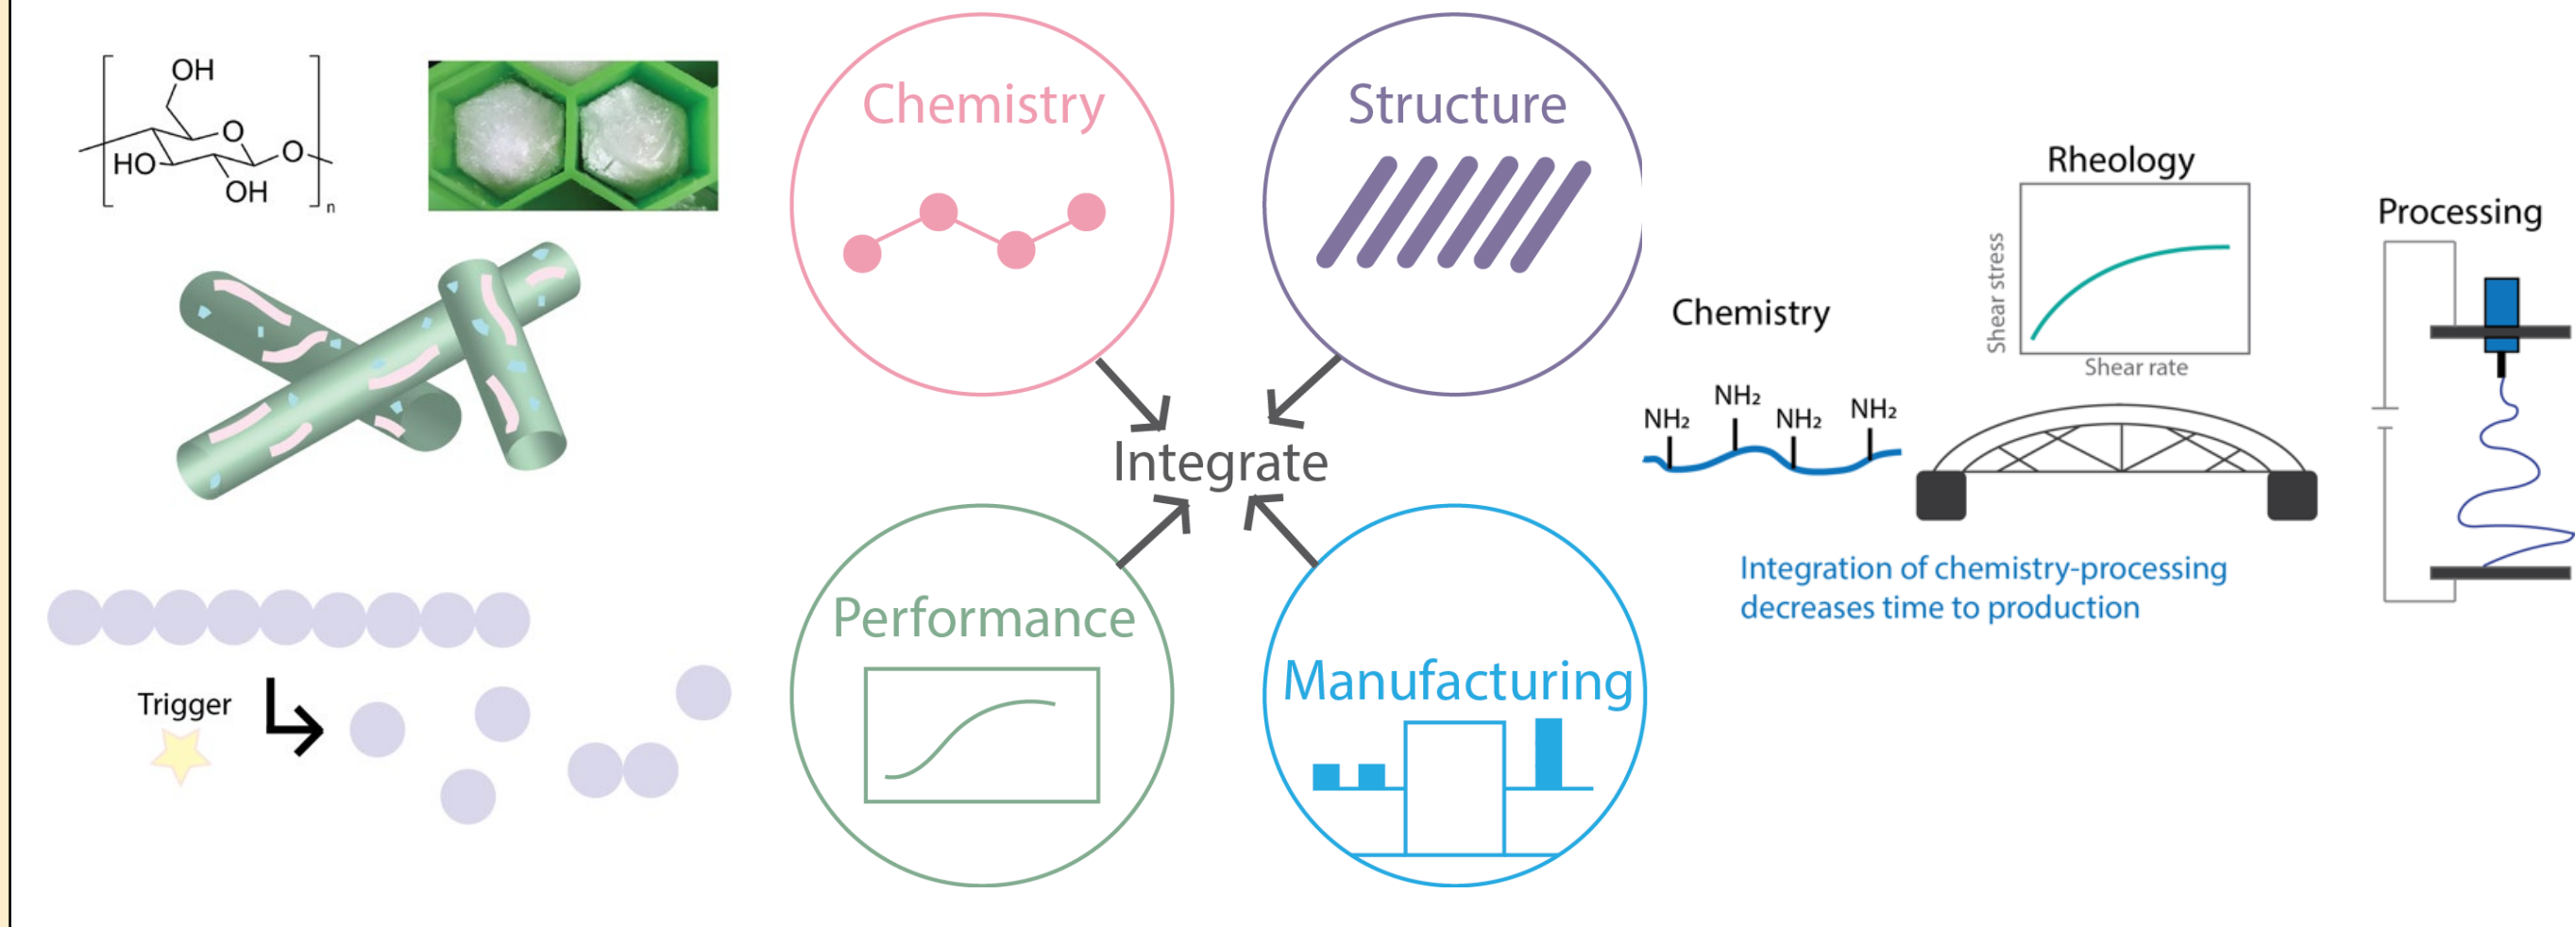 OH
O
O
HO
OH
n
Trigger
Chemistry
Structure
Integrate
Performance
Manufacturing
Chemistry
NH₂
NH₂
NH₂
NH₂
Rheology
Shear stress
Shear rate
Integration of chemistry-processing
decreases time to production
Processing